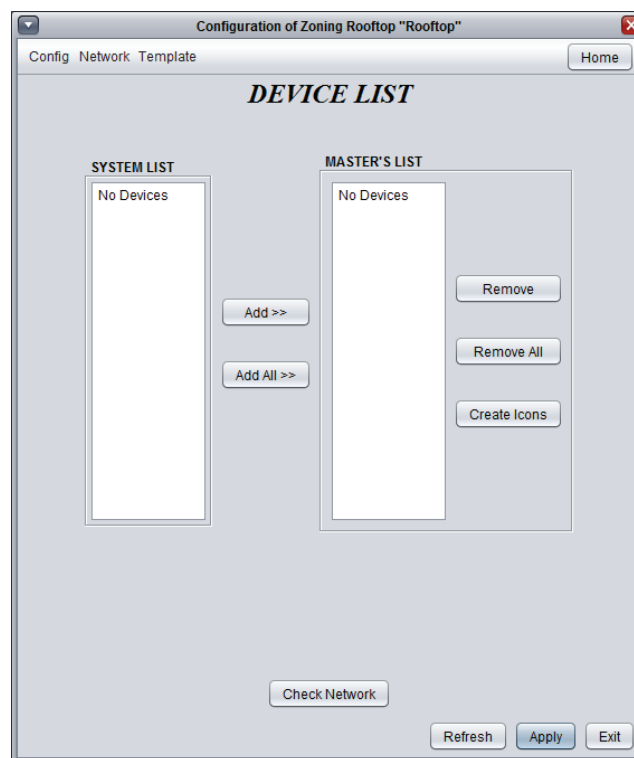 Configuration of Zoning Rooftop "Rooftop"
Config Network Template
Home
DEVICE LIST
SYSTEM LIST
No Devices
Add >>
Add All >>
MASTER'S LIST
No Devices
Remove
Remove All
Create Icons
Check Network
Refresh Apply Exit